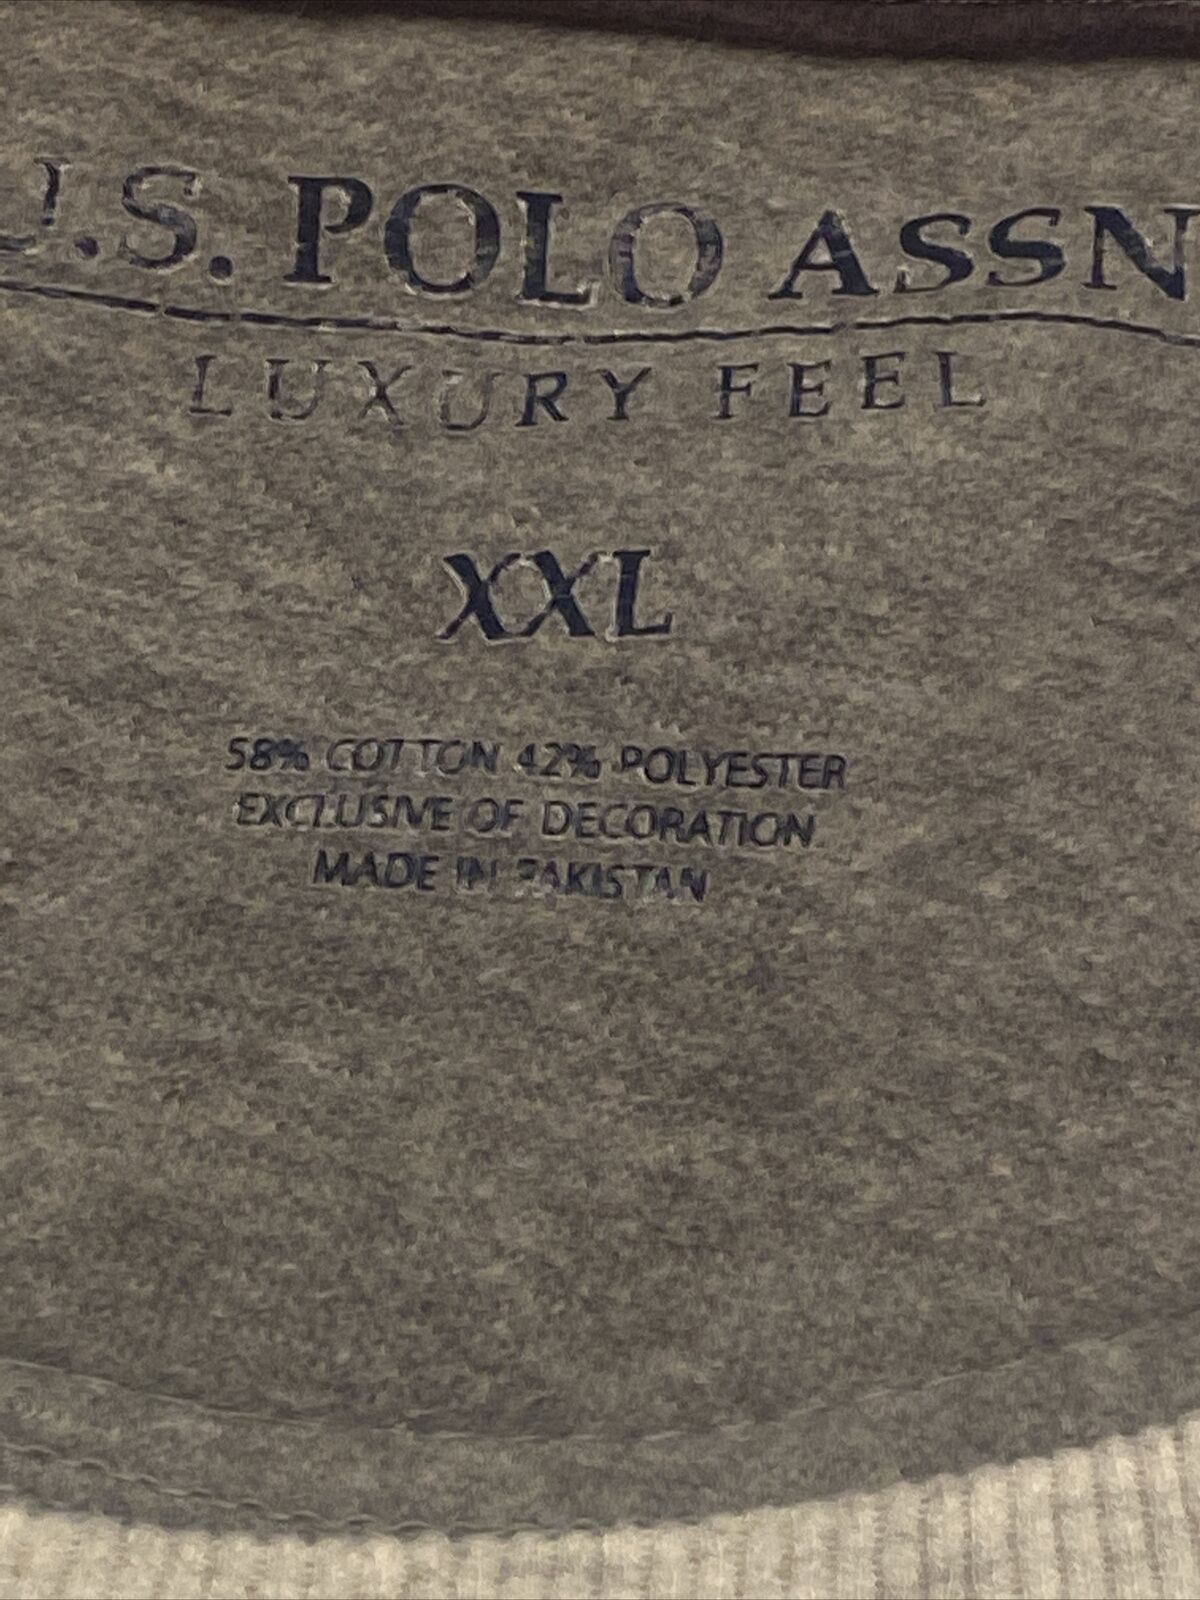 U.S. POLO ASSN
LUXURY FEEL
XXL
58% COTTON 42% POLYESTER
EXCLUSIVE OF DECORATION
MADE IN PAKISTAN